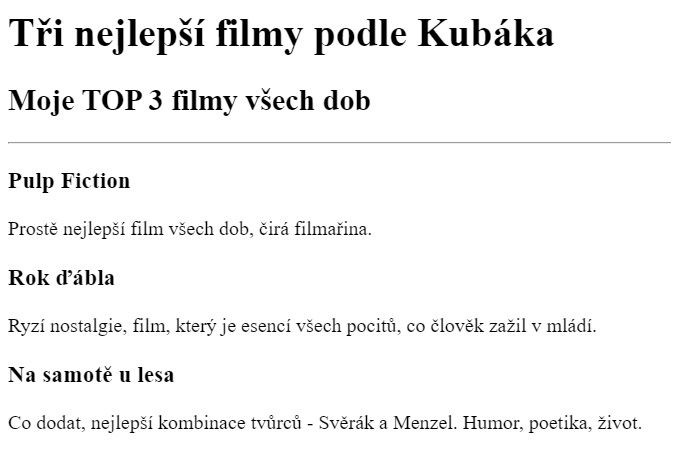 Tři nejlepší filmy podle Kubáka
Moje TOP 3 filmy všech dob
Pulp Fiction
Prostě nejlepší film všech dob, čirá filmařina.
Rok ďábla
Ryzí nostalgie, film, který je esencí všech pocitů, co člověk zažil v mládí.
Na samotě u lesa
Co dodat, nejlepší kombinace tvůrců - Svěrák a Menzel. Humor, poetika, život.